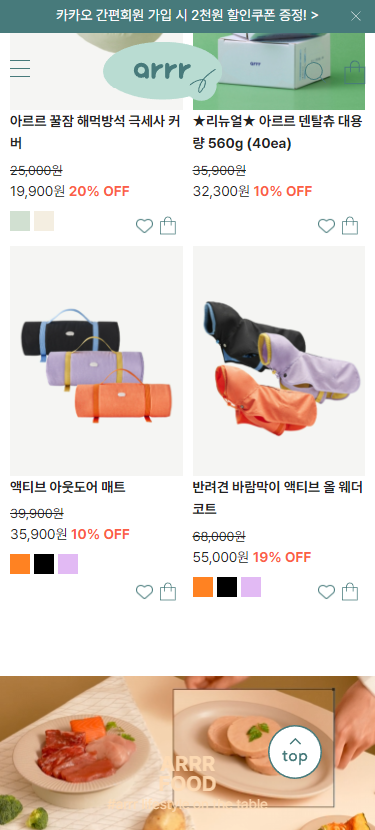 카카오 간편회원 가입 시 2천원 할인쿠폰 증정! >
arrr
arrr
아르르 꿀잠 해먹방석 극세사 커
버
25,000원
19,900원 20% OFF
★리뉴얼★ 아르르 덴탈츄 대용
량 560g (40ea)
35,900원
32,300원 10% OFF
액티브 아웃도어 매트
39,900원
35,900원 10% OFF
반려견 바람막이 액티브 올 웨더
코트
68,000원
55,000원 19% OFF
ARRR
FOOD
on the table
top